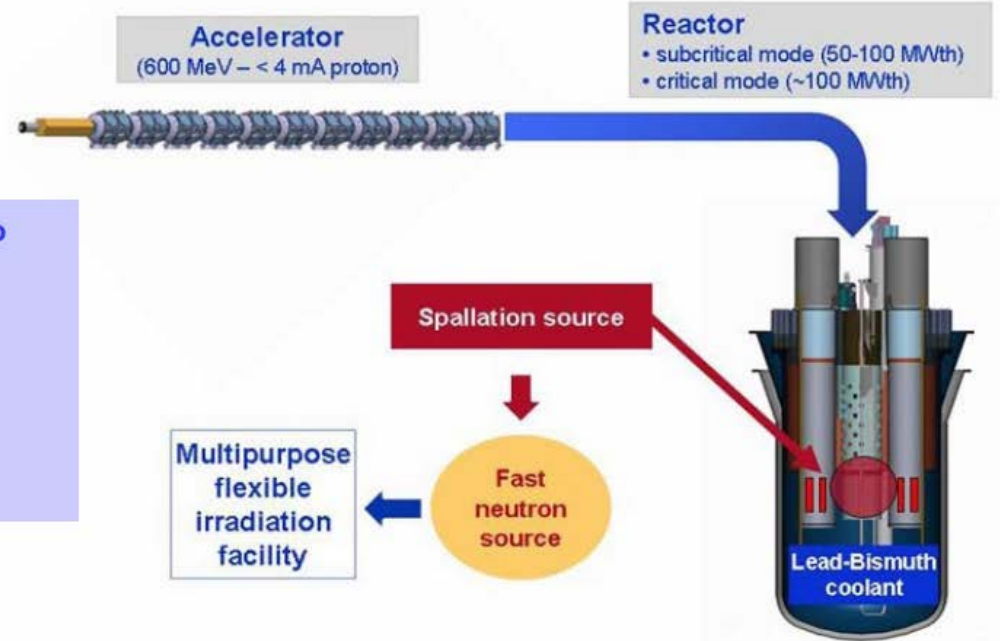 Accelerator
(600 MeV – < 4 mA proton)
Reactor
• subcritical mode (50-100 MWth)
• critical mode (~100 MWth)
Spallation source
Multipurpose
flexible
irradiation
facility
Fast
neutron
source
Lead-Bismuth
coolant